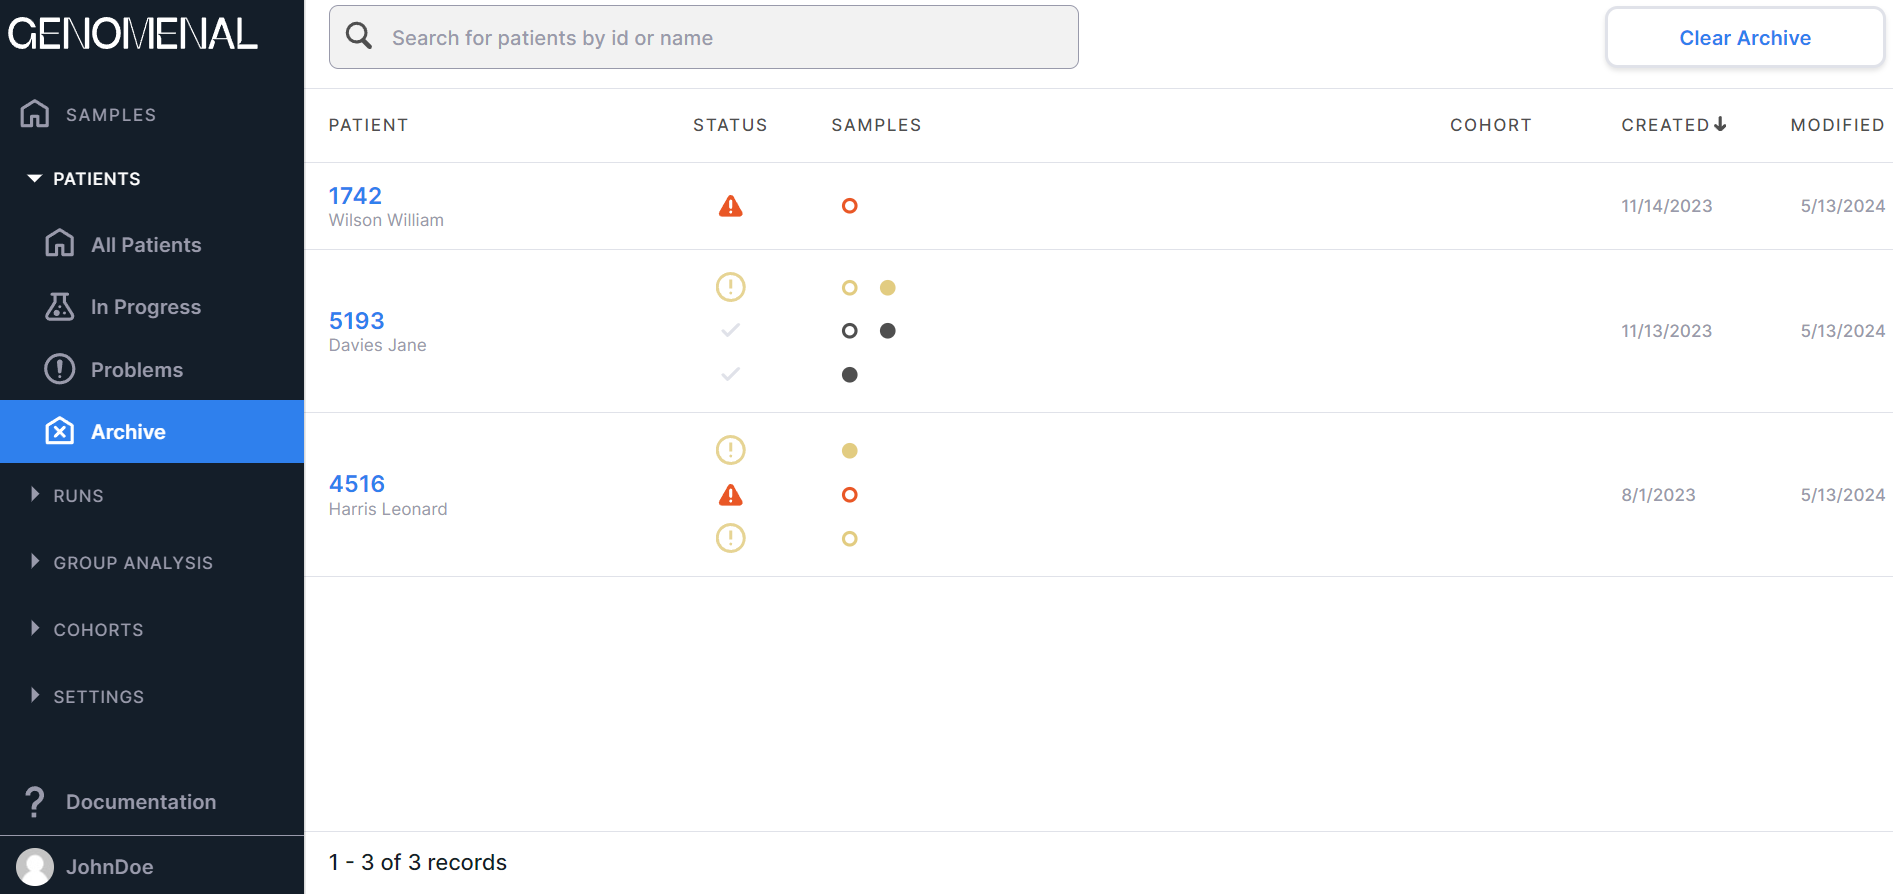 GENOMENAL
SAMPLES
PATIENTS
All Patients
In Progress
Problems
Archive
RUNS
GROUP ANALYSIS
COHORTS
SETTINGS
Documentation
JohnDoe
Search for patients by id or name
Clear Archive
PATIENT STATUS SAMPLES COHORT CREATED MODIFIED
1742
Wilson William
11/14/2023 5/13/2024
5193
Davies Jane
11/13/2023 5/13/2024
4516
Harris Leonard
8/1/2023 5/13/2024
1 - 3 of 3 records